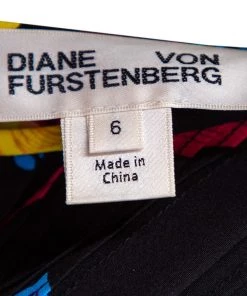 DIANE VON
FURSTENBERG
6
Made in
China